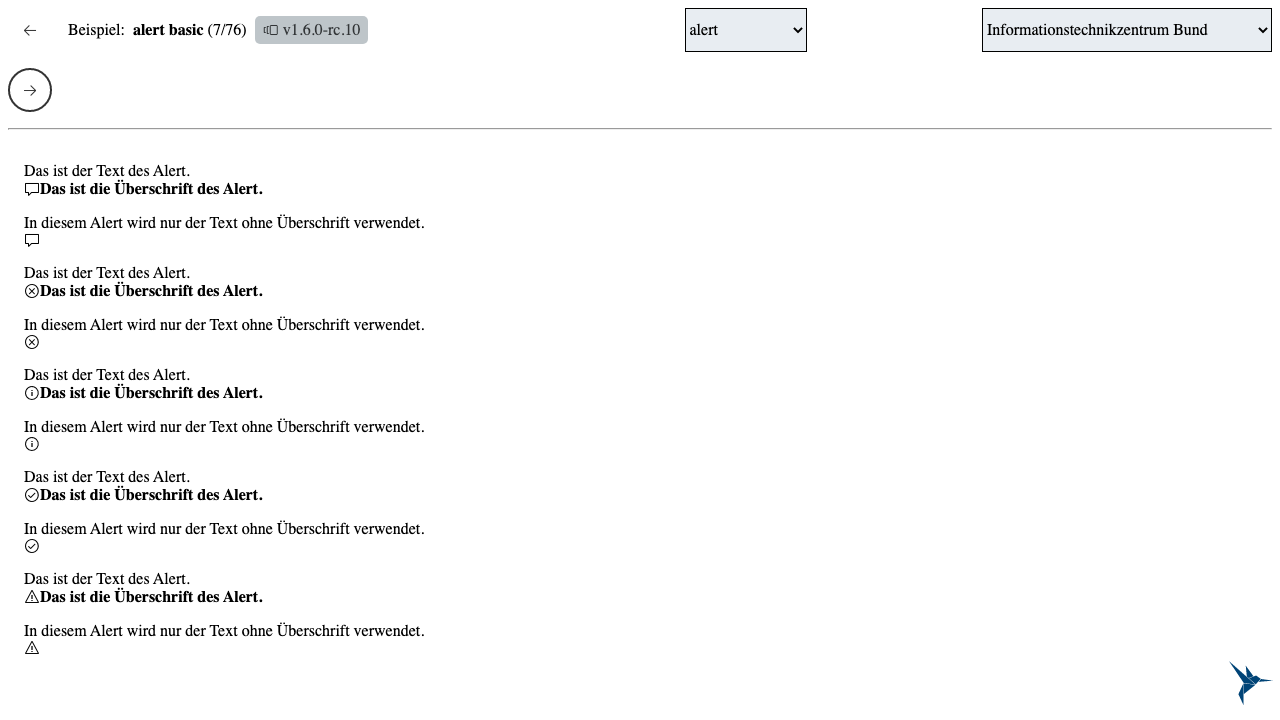 Beispiel: alert basic (7/76) v1.6.0-rc.10 alert Informationstechnikzentrum Bund
Das ist der Text des Alert.
Das ist die Überschrift des Alert.
In diesem Alert wird nur der Text ohne Überschrift verwendet.
Das ist der Text des Alert.
Das ist die Überschrift des Alert.
In diesem Alert wird nur der Text ohne Überschrift verwendet.
Das ist der Text des Alert.
Das ist die Überschrift des Alert.
In diesem Alert wird nur der Text ohne Überschrift verwendet.
Das ist der Text des Alert.
Das ist die Überschrift des Alert.
In diesem Alert wird nur der Text ohne Überschrift verwendet.
Das ist der Text des Alert.
Das ist die Überschrift des Alert.
In diesem Alert wird nur der Text ohne Überschrift verwendet.